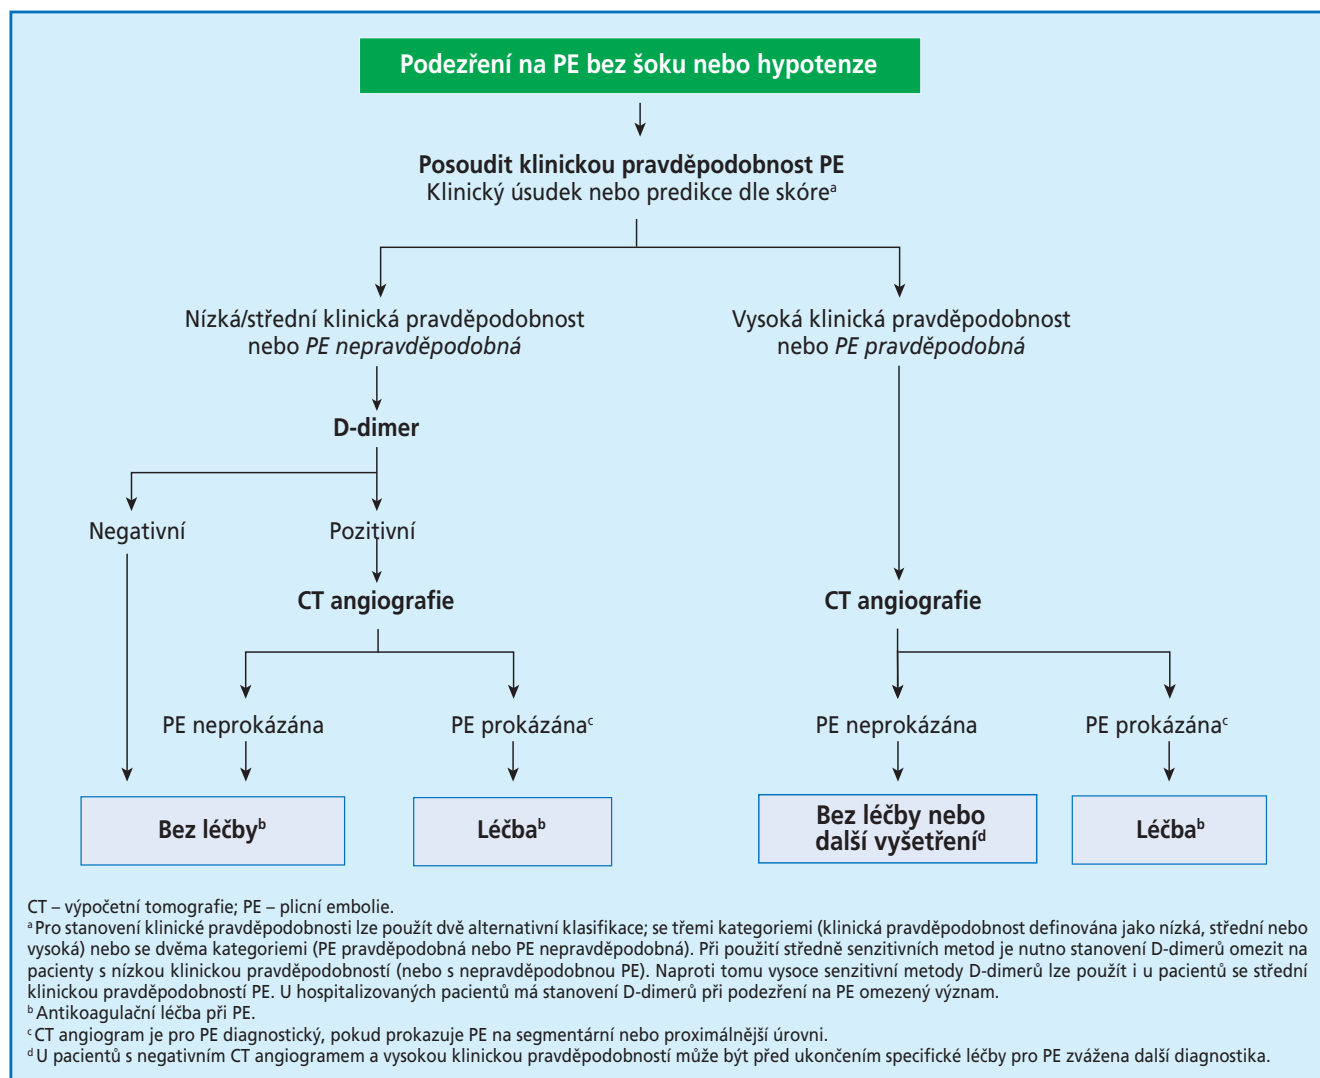 Podezření na PE bez šoku nebo hypotenze
Posoudit klinickou pravděpodobnost PE
Klinický úsudek nebo predikce dle skóreᵃ
Nízká/střední klinická pravděpodobnost
nebo PE nepravděpodobná
Vysoká klinická pravděpodobnost
nebo PE pravděpodobná
D-dimer
Negativní
Pozitivní
CT angiografie
CT angiografie
PE neprokázána
PE prokázánaᶜ
PE neprokázána
PE prokázánaᶜ
Bez léčbyᵇ
Léčbaᵇ
Bez léčby nebo
další vyšetřeníᵈ
Léčbaᵇ
CT – výpočetní tomografie; PE – plicní embolie.
ᵃ Pro stanovení klinické pravděpodobnosti lze použít dvě alternativní klasifikace; se třemi kategoriemi (klinická pravděpodobnost definována jako nízká, střední nebo
vysoká) nebo se dvěma kategoriemi (PE pravděpodobná nebo PE nepravděpodobná). Při použití středně senzitivních metod je nutno stanovení D-dimerů omezit na
pacienty s nízkou klinickou pravděpodobností (nebo s nepravděpodobnou PE). Naproti tomu vysoce senzitivní metody D-dimerů lze použít i u pacientů se střední
klinickou pravděpodobností PE. U hospitalizovaných pacientů má stanovení D-dimerů při podezření na PE omezený význam.
ᵇ Antikoagulační léčba při PE.
ᶜ CT angiogram je pro PE diagnostický, pokud prokazuje PE na segmentární nebo proximálnější úrovni.
ᵈ U pacientů s negativním CT angiogramem a vysokou klinickou pravděpodobností může být před ukončením specifické léčby pro PE zvážena další diagnostika.